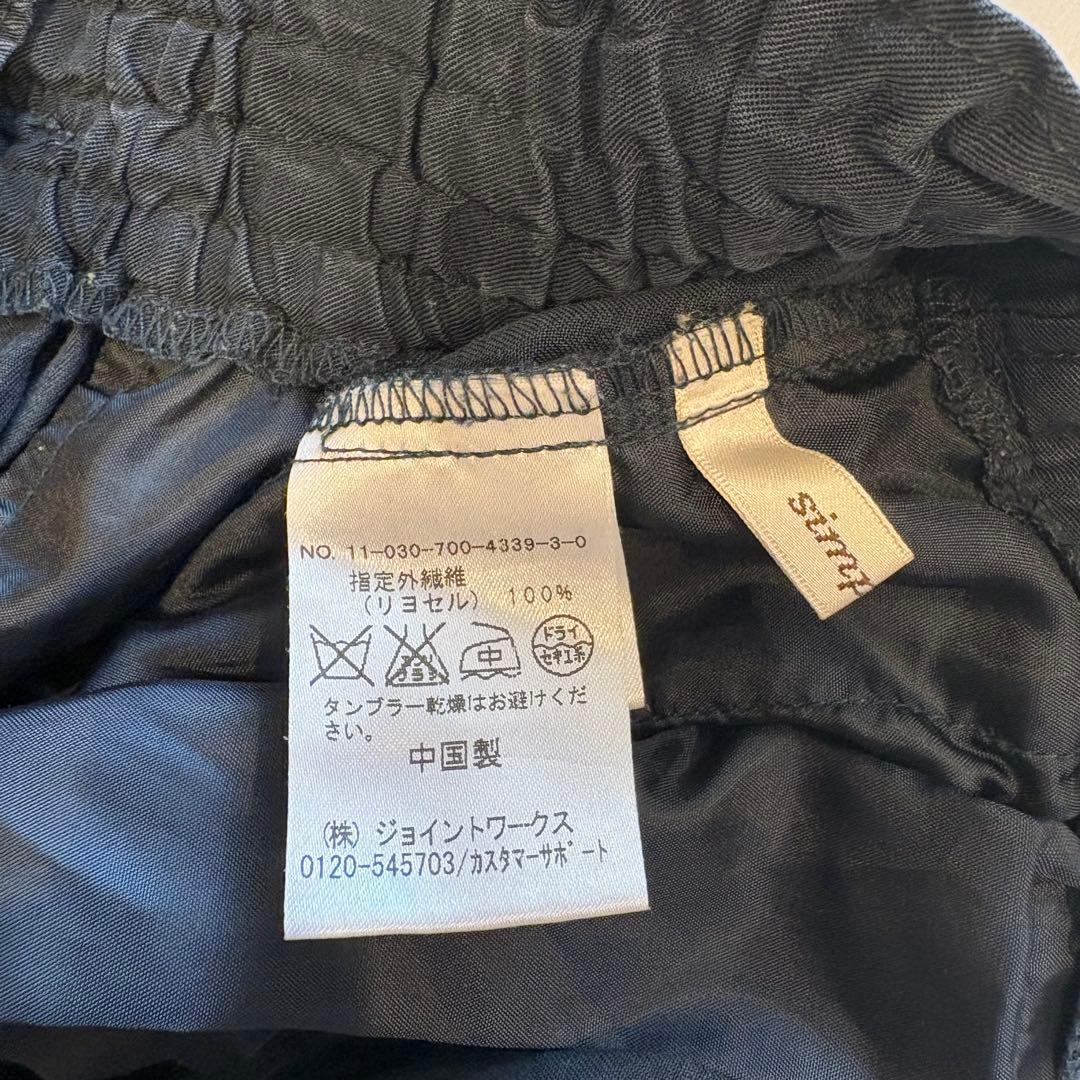 NO. 11-030-700-4339-3-0
指定外繊維
(リヨセル) 100%
中
ドライ
セキユ系
タンブラー乾燥はお避けくだ
さい。
中国製
(株) ジョイントワークス
0120-545703/カスタマーサポート
simp